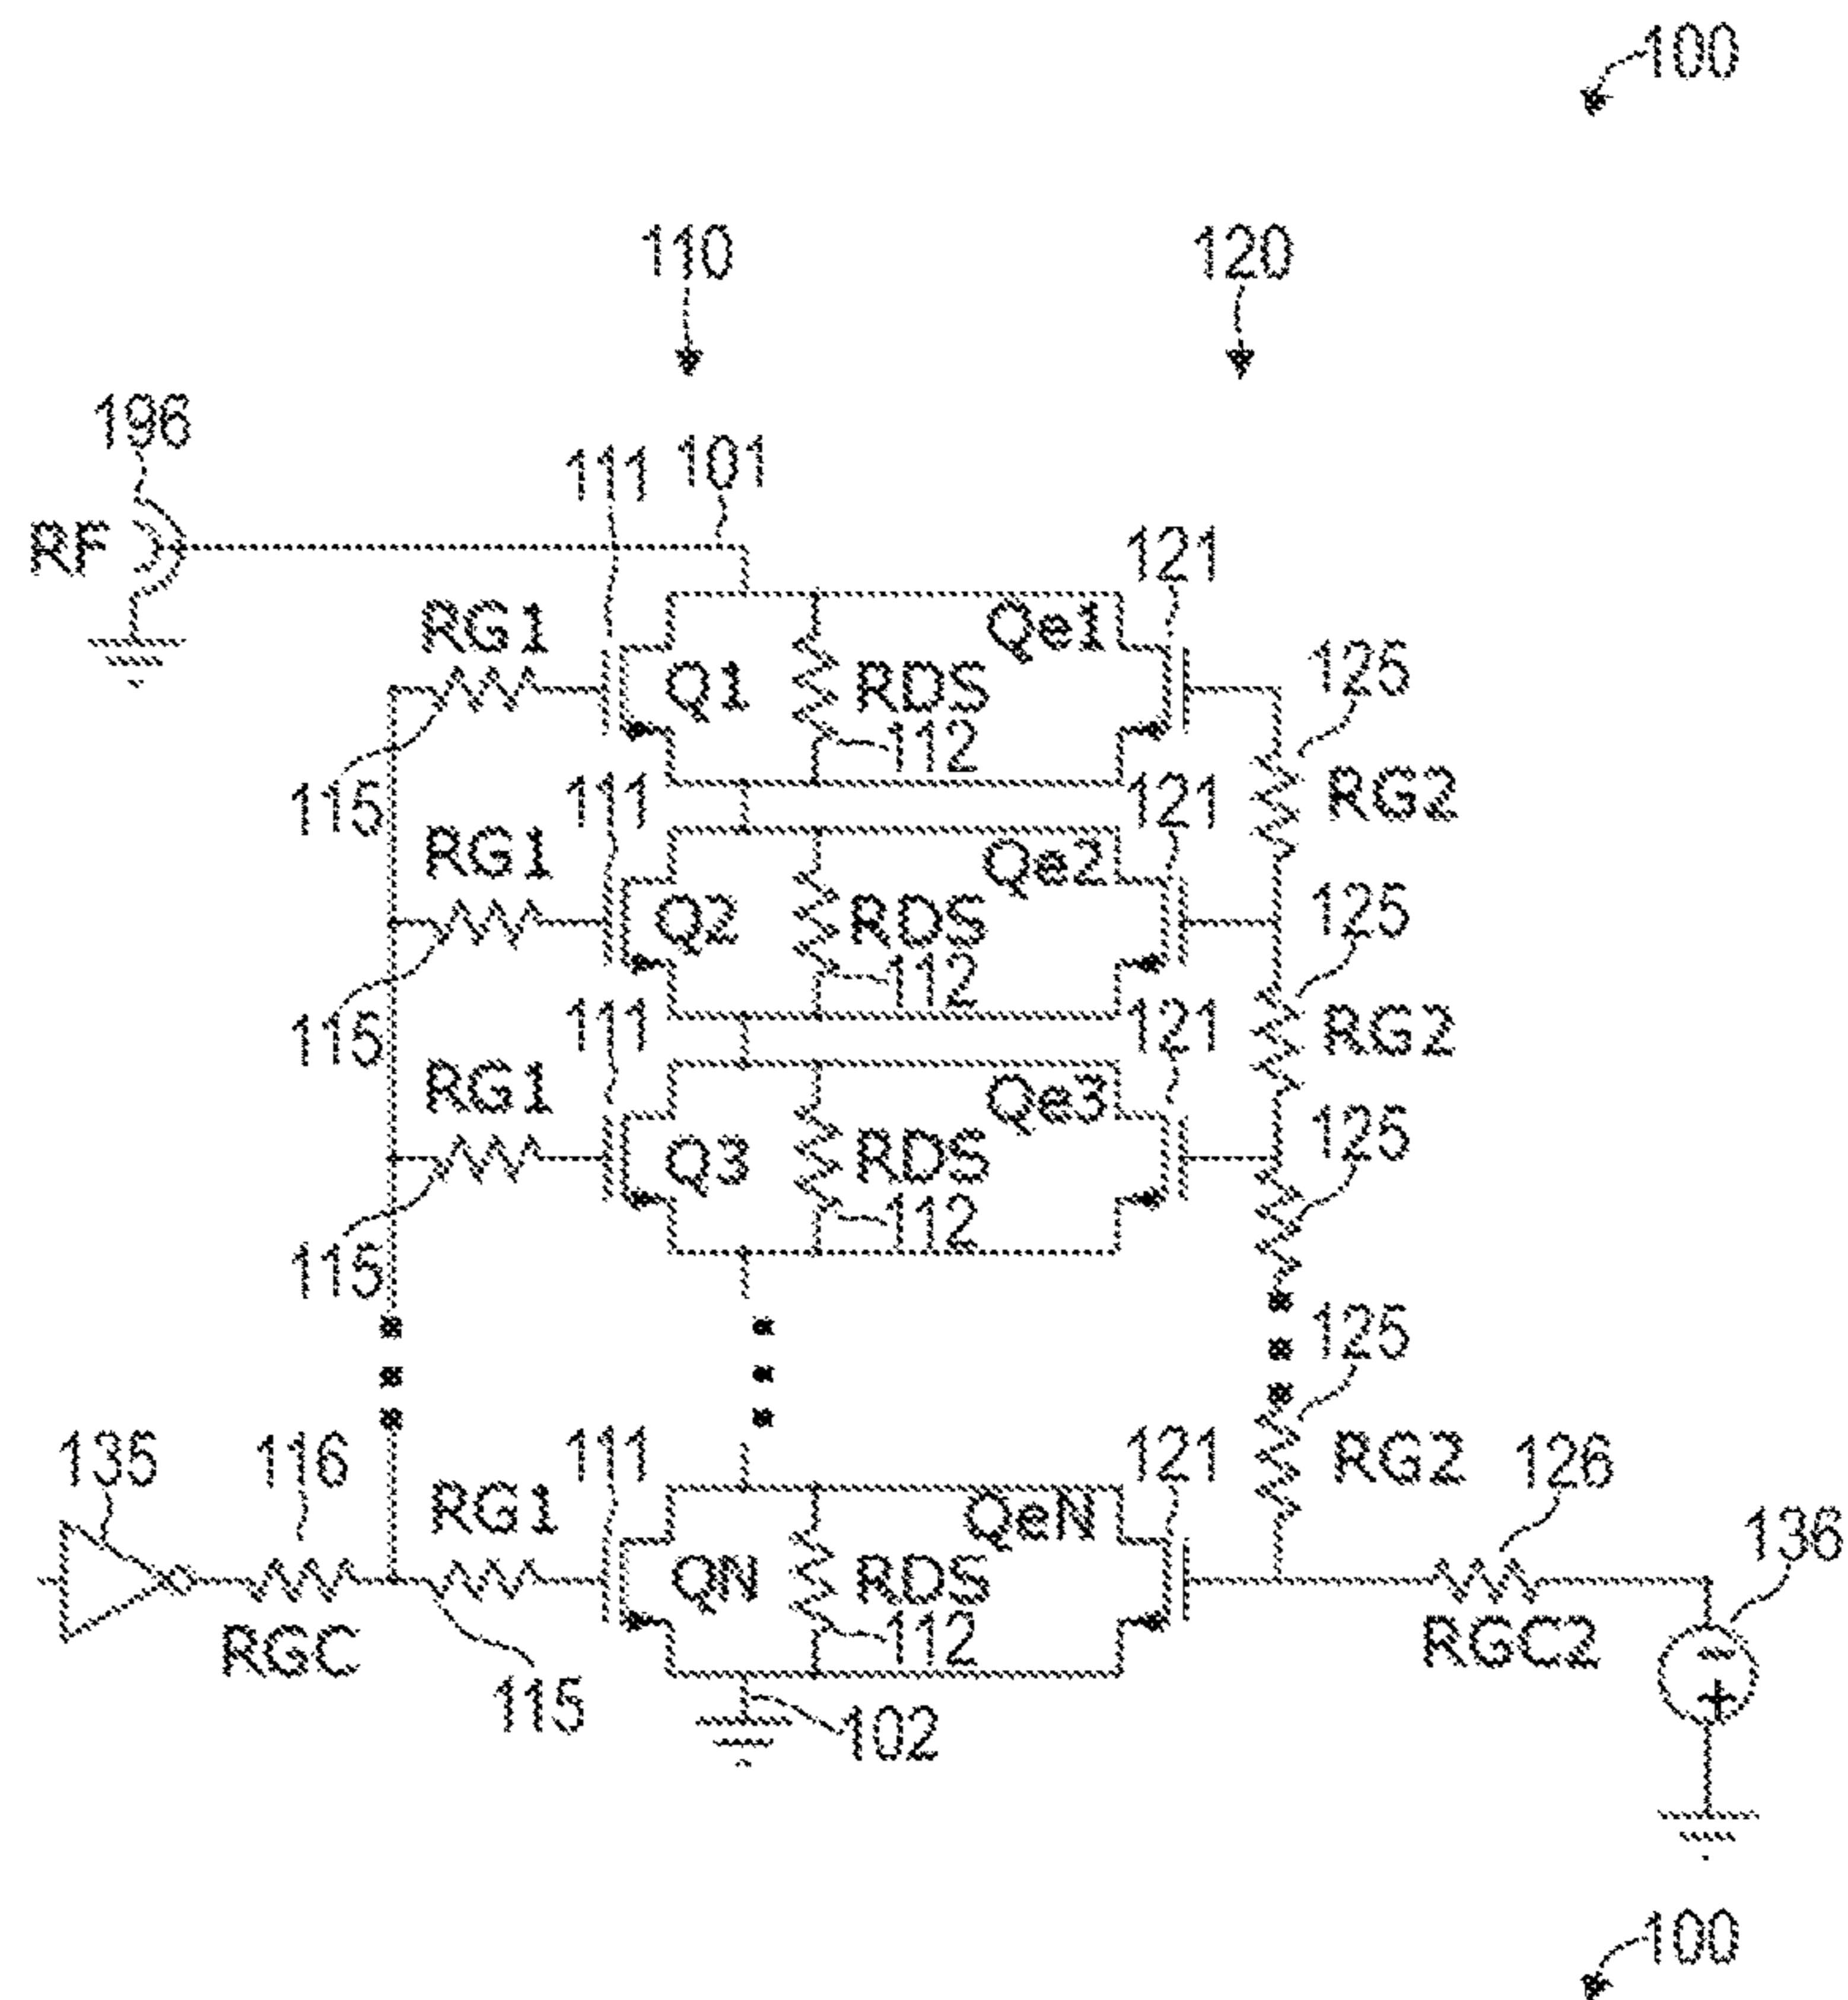 100
110 120
196
111 101
RF
121
RG1 Qe1
125
Q1 RDS
112
115 111 121 RG2
RG1 Qe2
125
Q2 RDS
112
115 111 121 RG2
RG1 Qe3
125
Q3 RDS
112
115
125
135 116 111 121 RG2 126
RG1 QeN
136
QN RDS
RGC 112 RGC2
115
102
100